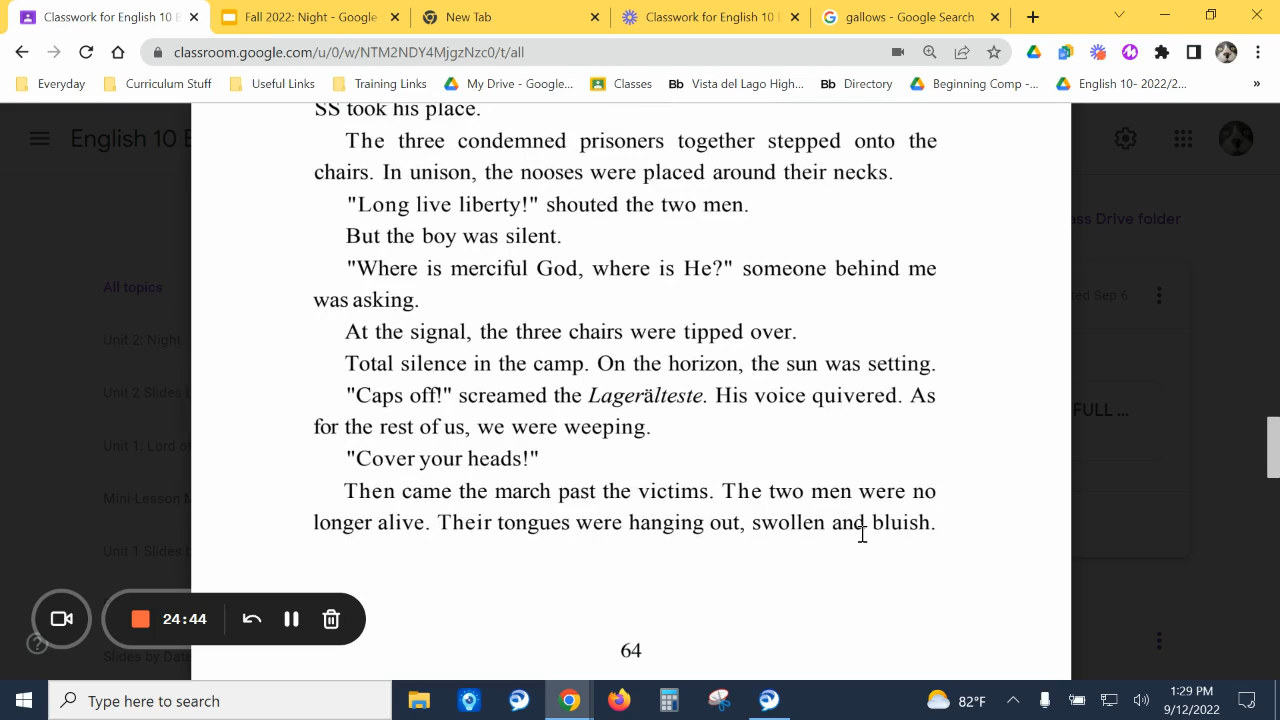 Classwork for English 10 E
Fall 2022: Night - Google
New Tab
Classwork for English 10 E
gallows - Google Search
classroom.google.com/u/0/w/NTM2NDY4MjgzNzc0/t/all
Everyday
Curriculum Stuff
Useful Links
Training Links
My Drive - Google...
Classes
Bb Vista del Lago High...
Bb Directory
Beginning Comp -...
English 10- 2022/2...
»
English 10 E
ass Drive folder
All topics
Unit 2: Night
Unit 2 Slides b
Unit 1: Lord o
Mini-Lesson M
Unit 1 Slides b
Slides by Date
ed Sep 6
FULL ...
SS took his place.
The three condemned prisoners together stepped onto the
chairs. In unison, the nooses were placed around their necks.
"Long live liberty!" shouted the two men.
But the boy was silent.
"Where is merciful God, where is He?" someone behind me
was asking.
At the signal, the three chairs were tipped over.
Total silence in the camp. On the horizon, the sun was setting.
"Caps off!" screamed the Lagerälteste. His voice quivered. As
for the rest of us, we were weeping.
"Cover your heads!"
Then came the march past the victims. The two men were no
longer alive. Their tongues were hanging out, swollen and bluish.
64
24:44
?
Type here to search
82°F
1:29 PM
9/12/2022